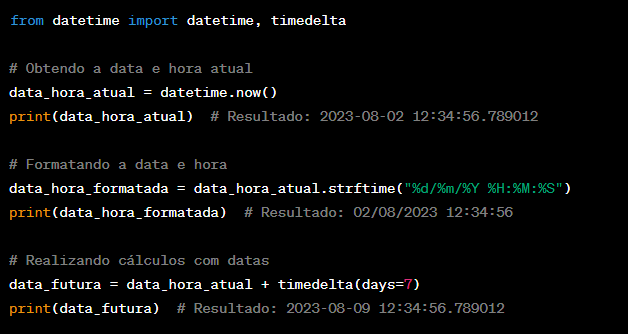 from datetime import datetime, timedelta
# Obtendo a data e hora atual
data_hora_atual = datetime.now()
print(data_hora_atual)  # Resultado: 2023-08-02 12:34:56.789012
# Formatando a data e hora
data_hora_formatada = data_hora_atual.strftime("%d/%m/%Y %H:%M:%S")
print(data_hora_formatada)  # Resultado: 02/08/2023 12:34:56
# Realizando cálculos com datas
data_futura = data_hora_atual + timedelta(days=7)
print(data_futura)  # Resultado: 2023-08-09 12:34:56.789012